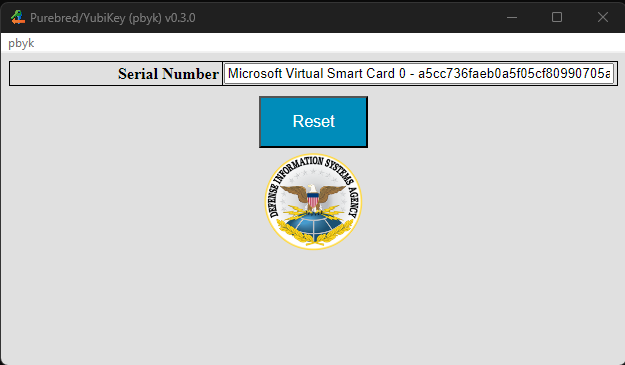 Purebred/YubiKey (pbyk) v0.3.0
pbyk
Serial Number Microsoft Virtual Smart Card 0 - a5cc736faeb0a5f05cf80990705a
Reset
DEFENSE INFORMATION SYSTEMS AGENCY